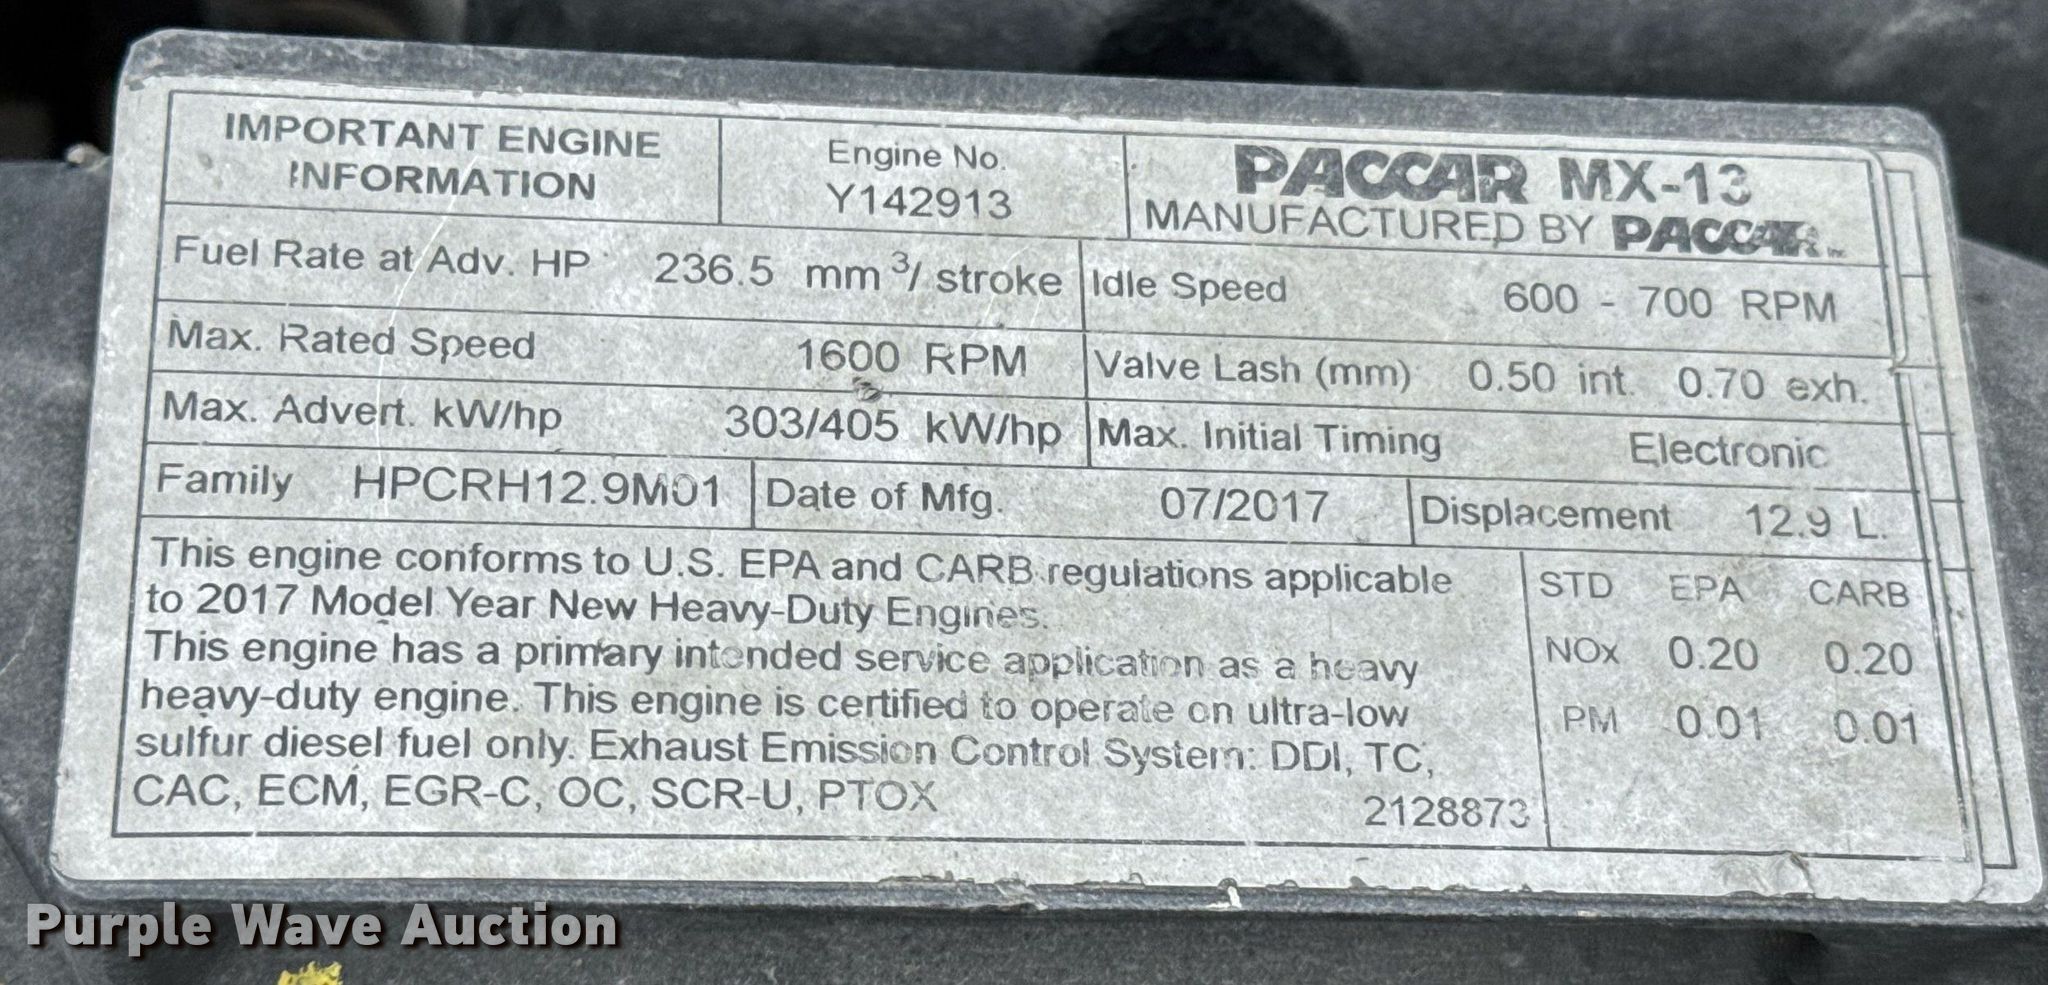 IMPORTANT ENGINE
INFORMATION
Engine No.
Y142913
PACCAR MX-13
MANUFACTURED BY PACCAR Inc.
Fuel Rate at Adv. HP 236.5 mm³/ stroke
Idle Speed 600 - 700 RPM
Max. Rated Speed 1600 RPM
Valve Lash (mm) 0.50 int. 0.70 exh.
Max. Advert. kW/hp 303/405 kW/hp
Max. Initial Timing Electronic
Family HPCRH12.9M01
Date of Mfg. 07/2017
Displacement 12.9 L.
This engine conforms to U.S. EPA and CARB regulations applicable
to 2017 Model Year New Heavy-Duty Engines.
This engine has a primary intended service application as a heavy
heavy-duty engine. This engine is certified to operate on ultra-low
sulfur diesel fuel only. Exhaust Emission Control System: DDI, TC,
CAC, ECM, EGR-C, OC, SCR-U, PTOX
2128873
STD EPA CARB
NOx 0.20 0.20
PM 0.01 0.01
Purple Wave Auction